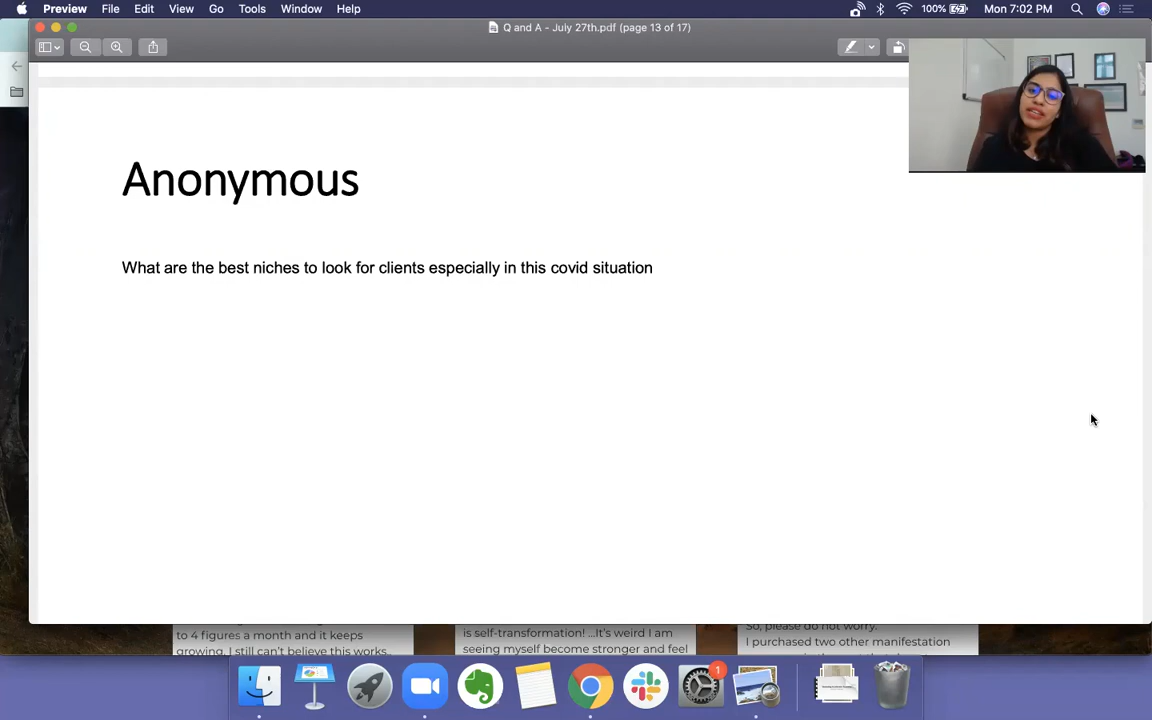 Preview File Edit View Go Tools Window Help 100% Mon 7:02 PM
Q and A - July 27th.pdf (page 13 of 17)
Anonymous
What are the best niches to look for clients especially in this covid situation
to 4 figures a month and it keeps
growing. I still can't believe this works..
is self-transformation! ...It's weird I am
seeing myself become stronger and feel
So, please do not worry.
I purchased two other manifestation
1